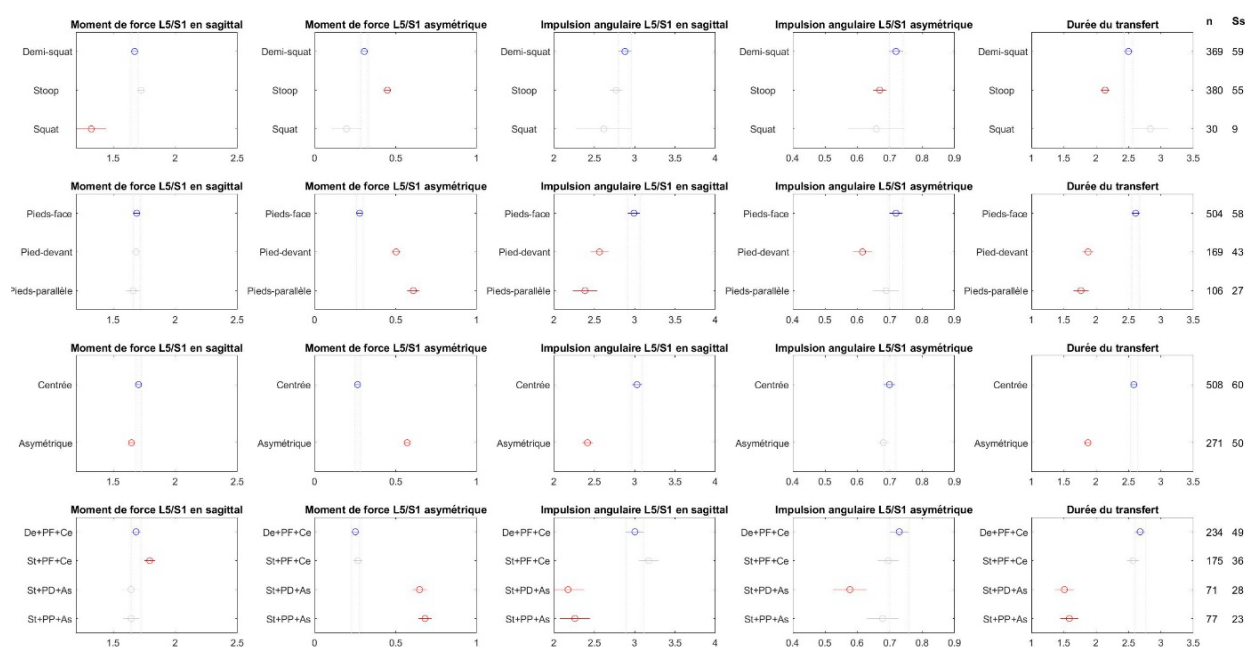 Moment de force L5/S1 en sagittal Moment de force L5/S1 asymétrique Impulsion angulaire L5/S1 en sagittal Impulsion angulaire L5/S1 asymétrique Durée du transfert n Ss
Demi-squat Demi-squat Demi-squat Demi-squat Demi-squat 369 59
Stoop Stoop Stoop Stoop Stoop 380 55
Squat Squat Squat Squat Squat 30 9
1.5 2 2.5 0 0.5 1 2 2.5 3 3.5 4 0.4 0.5 0.6 0.7 0.8 0.9 1 1.5 2 2.5 3 3.5
Moment de force L5/S1 en sagittal Moment de force L5/S1 asymétrique Impulsion angulaire L5/S1 en sagittal Impulsion angulaire L5/S1 asymétrique Durée du transfert
Pieds-face Pieds-face Pieds-face Pieds-face Pieds-face 504 58
Pied-devant Pied-devant Pied-devant Pied-devant Pied-devant 169 43
Pieds-parallèle Pieds-parallèle Pieds-parallèle Pieds-parallèle Pieds-parallèle 106 27
1.5 2 2.5 0 0.5 1 2 2.5 3 3.5 4 0.4 0.5 0.6 0.7 0.8 0.9 1 1.5 2 2.5 3 3.5
Moment de force L5/S1 en sagittal Moment de force L5/S1 asymétrique Impulsion angulaire L5/S1 en sagittal Impulsion angulaire L5/S1 asymétrique Durée du transfert
Centrée Centrée Centrée Centrée Centrée 508 60
Asymétrique Asymétrique Asymétrique Asymétrique Asymétrique 271 50
1.5 2 2.5 0 0.5 1 2 2.5 3 3.5 4 0.4 0.5 0.6 0.7 0.8 0.9 1 1.5 2 2.5 3 3.5
Moment de force L5/S1 en sagittal Moment de force L5/S1 asymétrique Impulsion angulaire L5/S1 en sagittal Impulsion angulaire L5/S1 asymétrique Durée du transfert
De+PF+Ce De+PF+Ce De+PF+Ce De+PF+Ce De+PF+Ce 234 49
St+PF+Ce St+PF+Ce St+PF+Ce St+PF+Ce St+PF+Ce 175 36
St+PD+As St+PD+As St+PD+As St+PD+As St+PD+As 71 28
St+PP+As St+PP+As St+PP+As St+PP+As St+PP+As 77 23
1.5 2 2.5 0 0.5 1 2 2.5 3 3.5 4 0.4 0.5 0.6 0.7 0.8 0.9 1 1.5 2 2.5 3 3.5